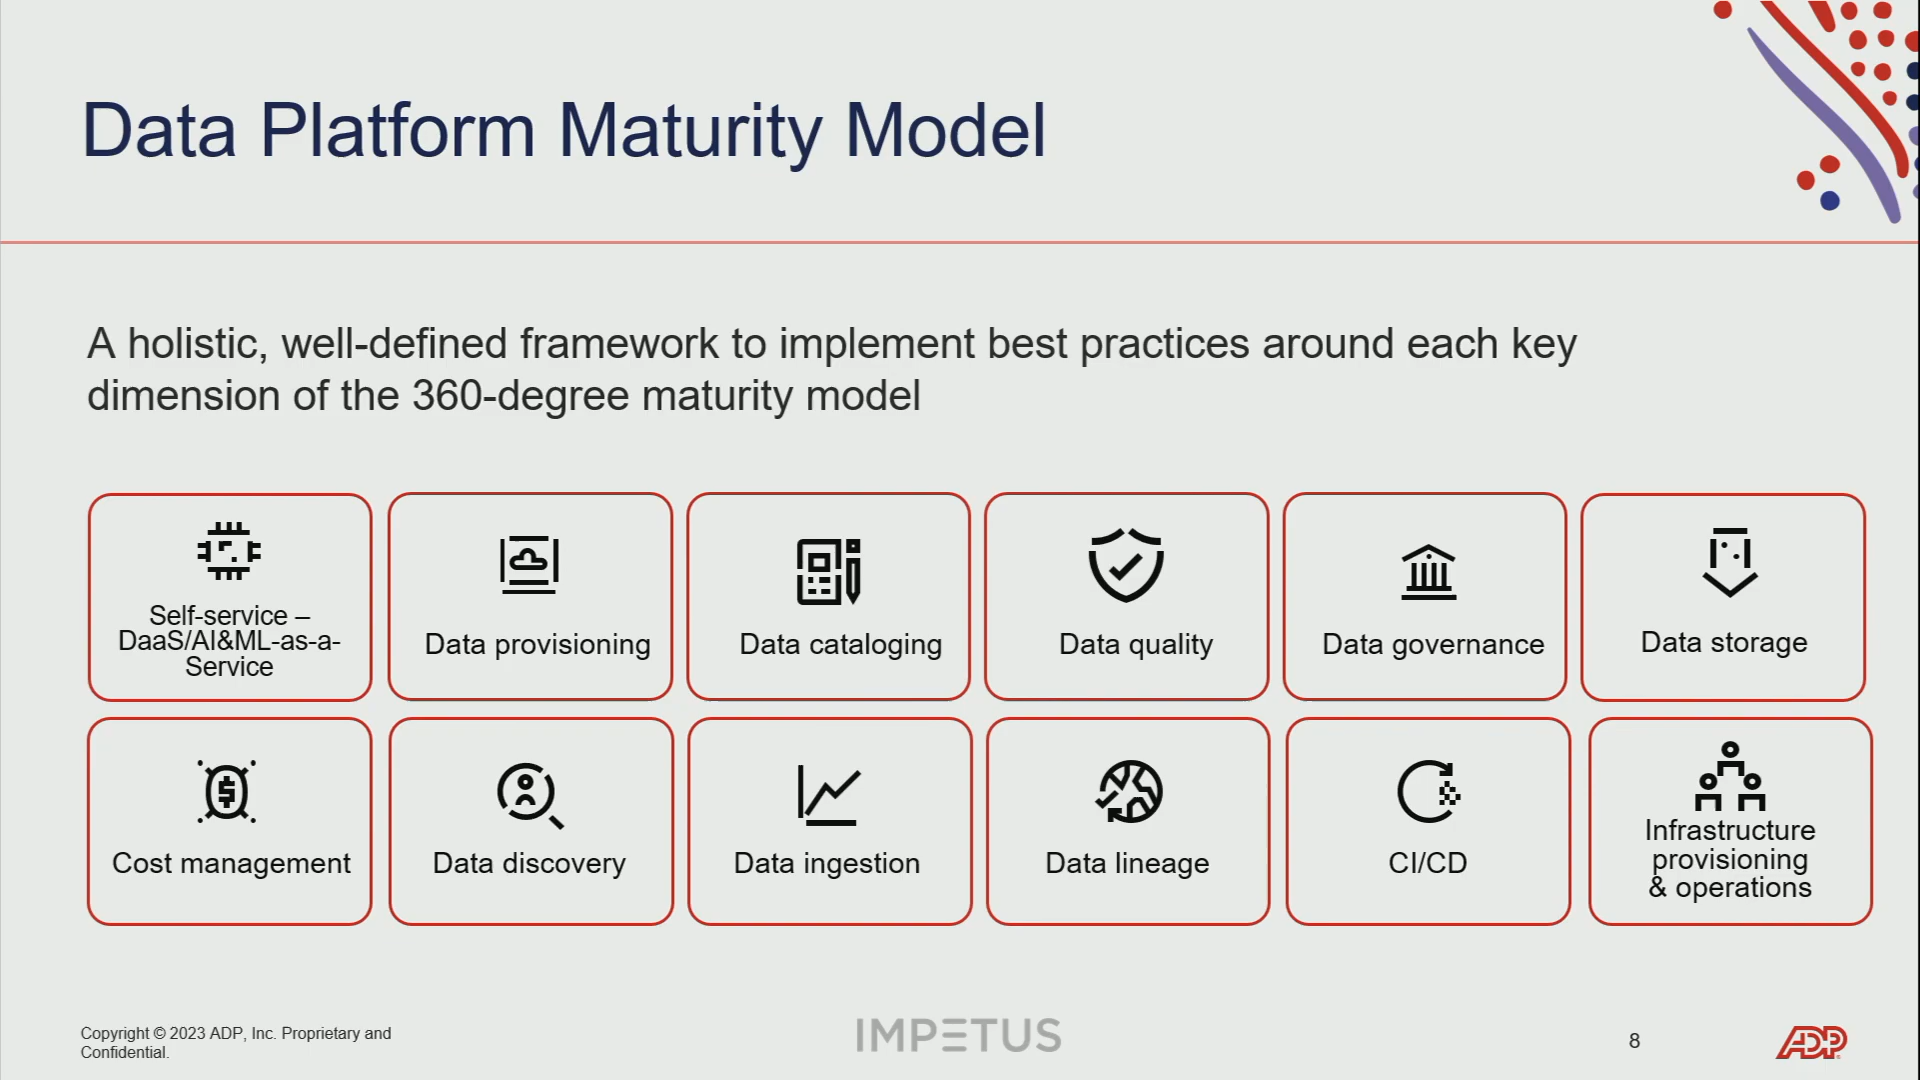 Data Platform Maturity Model
A holistic, well-defined framework to implement best practices around each key
dimension of the 360-degree maturity model
Self-service –
DaaS/AI&ML-as-a-
Service
Data provisioning
Data cataloging
Data quality
Data governance
Data storage
Cost management
Data discovery
Data ingestion
Data lineage
CI/CD
Infrastructure
provisioning
& operations
Copyright © 2023 ADP, Inc. Proprietary and
Confidential.
IMPETUS
8
ADP